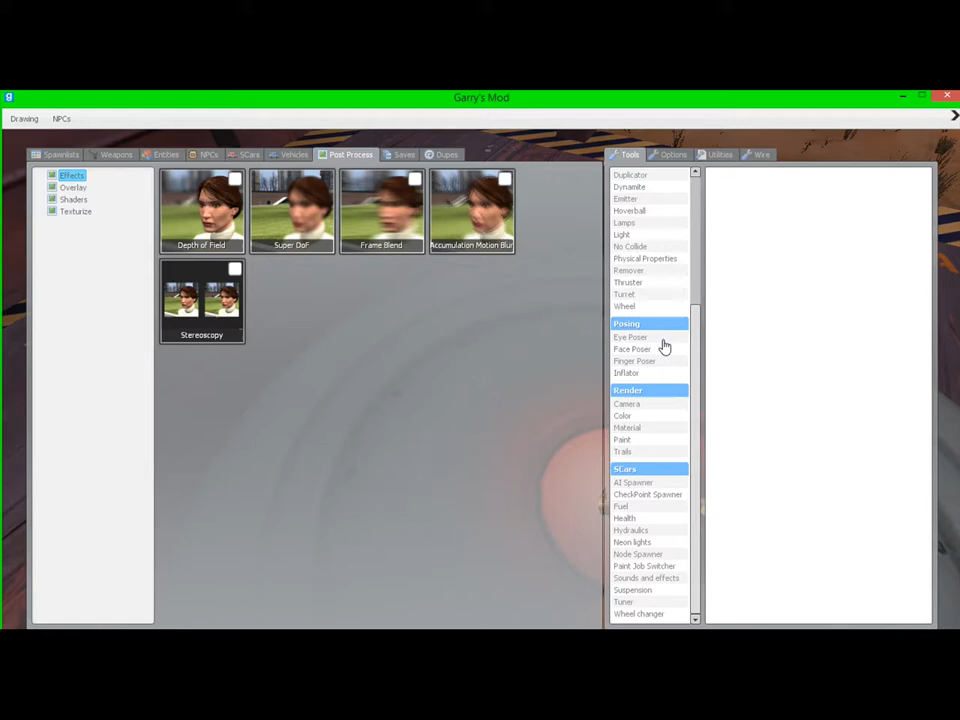 Garry's Mod
Drawing NPCs
Spawnlists Weapons Entities NPCs SCars Vehicles Post Process Saves Dupes
Tools Options Utilities Wire
Effects
Overlay
Shaders
Texturize
Depth of Field
Super DoF
Frame Blend
Accumulation Motion Blur
Stereoscopy
Duplicator
Dynamite
Emitter
Hoverball
Lamps
Light
No Collide
Physical Properties
Remover
Thruster
Turret
Wheel
Posing
Eye Poser
Face Poser
Finger Poser
Inflator
Render
Camera
Color
Material
Paint
Trails
SCars
AI Spawner
CheckPoint Spawner
Fuel
Health
Hydraulics
Neon lights
Node Spawner
Paint Job Switcher
Sounds and effects
Suspension
Tuner
Wheel changer